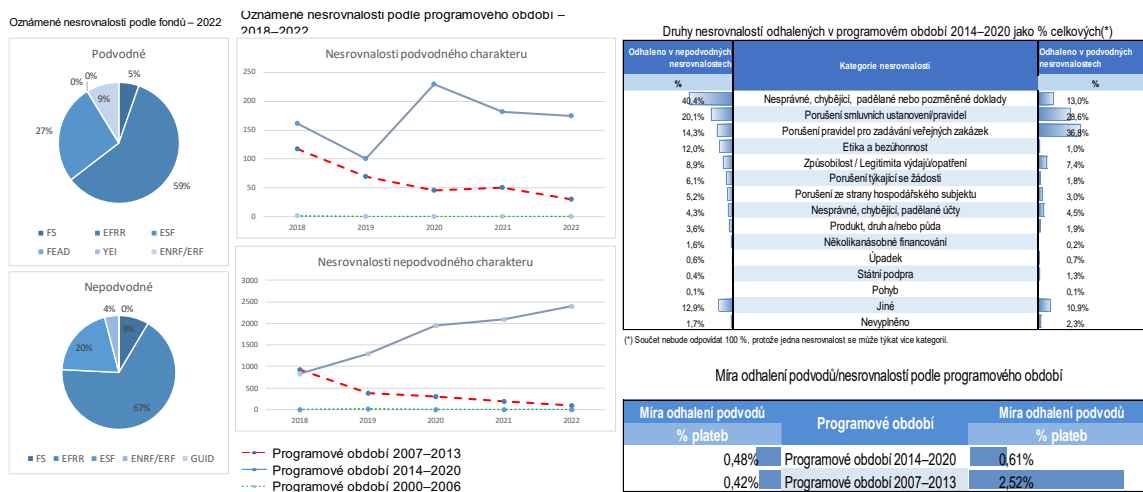 Oznámené nesrovnalosti podle fondů – 2022
Podvodné
0%
0%
5%
9%
27%
59%
FS
EFRR
ESF
FEAD
YEI
ENRF/ERF
Nepodvodné
4%
0%
9%
20%
67%
FS
EFRR
ESF
ENRF/ERF
GUID
Oznámené nesrovnalosti podle programového období –
2018–2022
Nesrovnalosti podvodného charakteru
250
200
150
100
50
0
2018
2019
2020
2021
2022
Nesrovnalosti nepodvodného charakteru
3000
2500
2000
1500
1000
500
0
2018
2019
2020
2021
2022
Programové období 2007–2013
Programové období 2014–2020
Programové období 2000–2006
Druhy nesrovnalostí odhalených v programovém období 2014–2020 jako % celkových(*)
Odhaleno v nepodvodných nesrovnalostech
Kategorie nesrovnalostí
Odhaleno v podvodných nesrovnalostech
%
%
40,4% Nesprávné, chybějící, padělané nebo pozměněné doklady 13,0%
20,1% Porušení smluvních ustanovení/pravidel 28,6%
14,3% Porušení pravidel pro zadávání veřejných zakázek 36,8%
12,0% Etika a bezúhonnost 1,0%
8,9% Způsobilost / Legitimita výdajů/opatření 7,4%
6,1% Porušení týkající se žádosti 1,8%
5,2% Porušení ze strany hospodářského subjektu 3,0%
4,3% Nesprávné, chybějící, padělané účty 4,5%
3,6% Produkt, druh a/nebo půda 1,9%
1,6% Několikanásobné financování 0,2%
0,6% Úpadek 0,7%
0,4% Státní podpra 1,3%
0,1% Pohyb 0,1%
12,9% Jiné 10,9%
1,7% Nevyplněno 2,3%
(*) Součet nebude odpovídat 100 %, protože jedna nesrovnalost se může týkat více kategorií.
Míra odhalení podvodů/nesrovnalostí podle programového období
Míra odhalení podvodů
Programové období
Míra odhalení podvodů
% plateb
% plateb
0,48% Programové období 2014–2020 0,61%
0,42% Programové období 2007–2013 2,52%